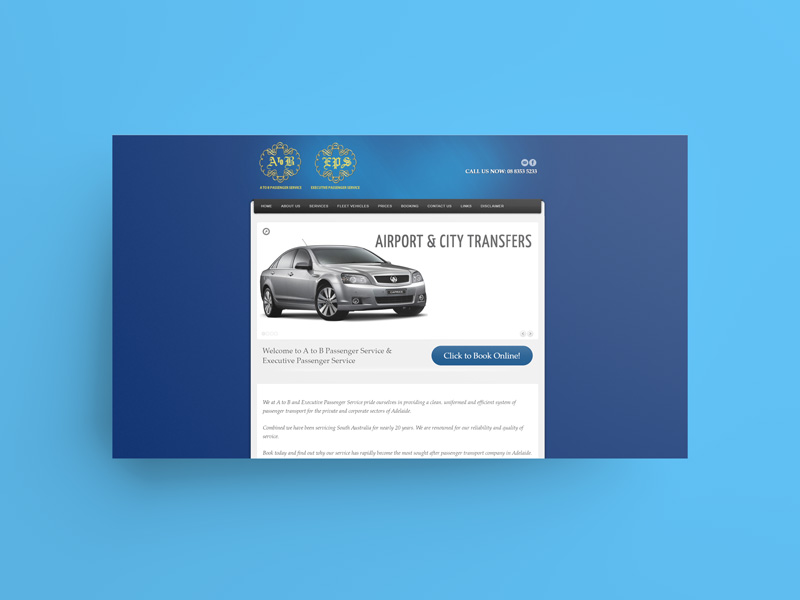 A to B
EPS
A TO B PASSENGER SERVICE
EXECUTIVE PASSENGER SERVICE
CALL US NOW: 08 8353 5233
HOME ABOUT US SERVICES FLEET VEHICLES PRICES BOOKING CONTACT US LINKS DISCLAIMER
AIRPORT & CITY TRANSFERS
Welcome to A to B Passenger Service &
Executive Passenger Service
Click to Book Online!
We at A to B and Executive Passenger Service pride ourselves in providing a clean, uniformed and efficient system of
passenger transport for the private and corporate sectors of Adelaide
Combined we have been servicing South Australia for nearly 20 years. We are renowned for our reliability and quality of
service.
Book today and find out why our service has rapidly become the most sought after passenger transport company in Adelaide